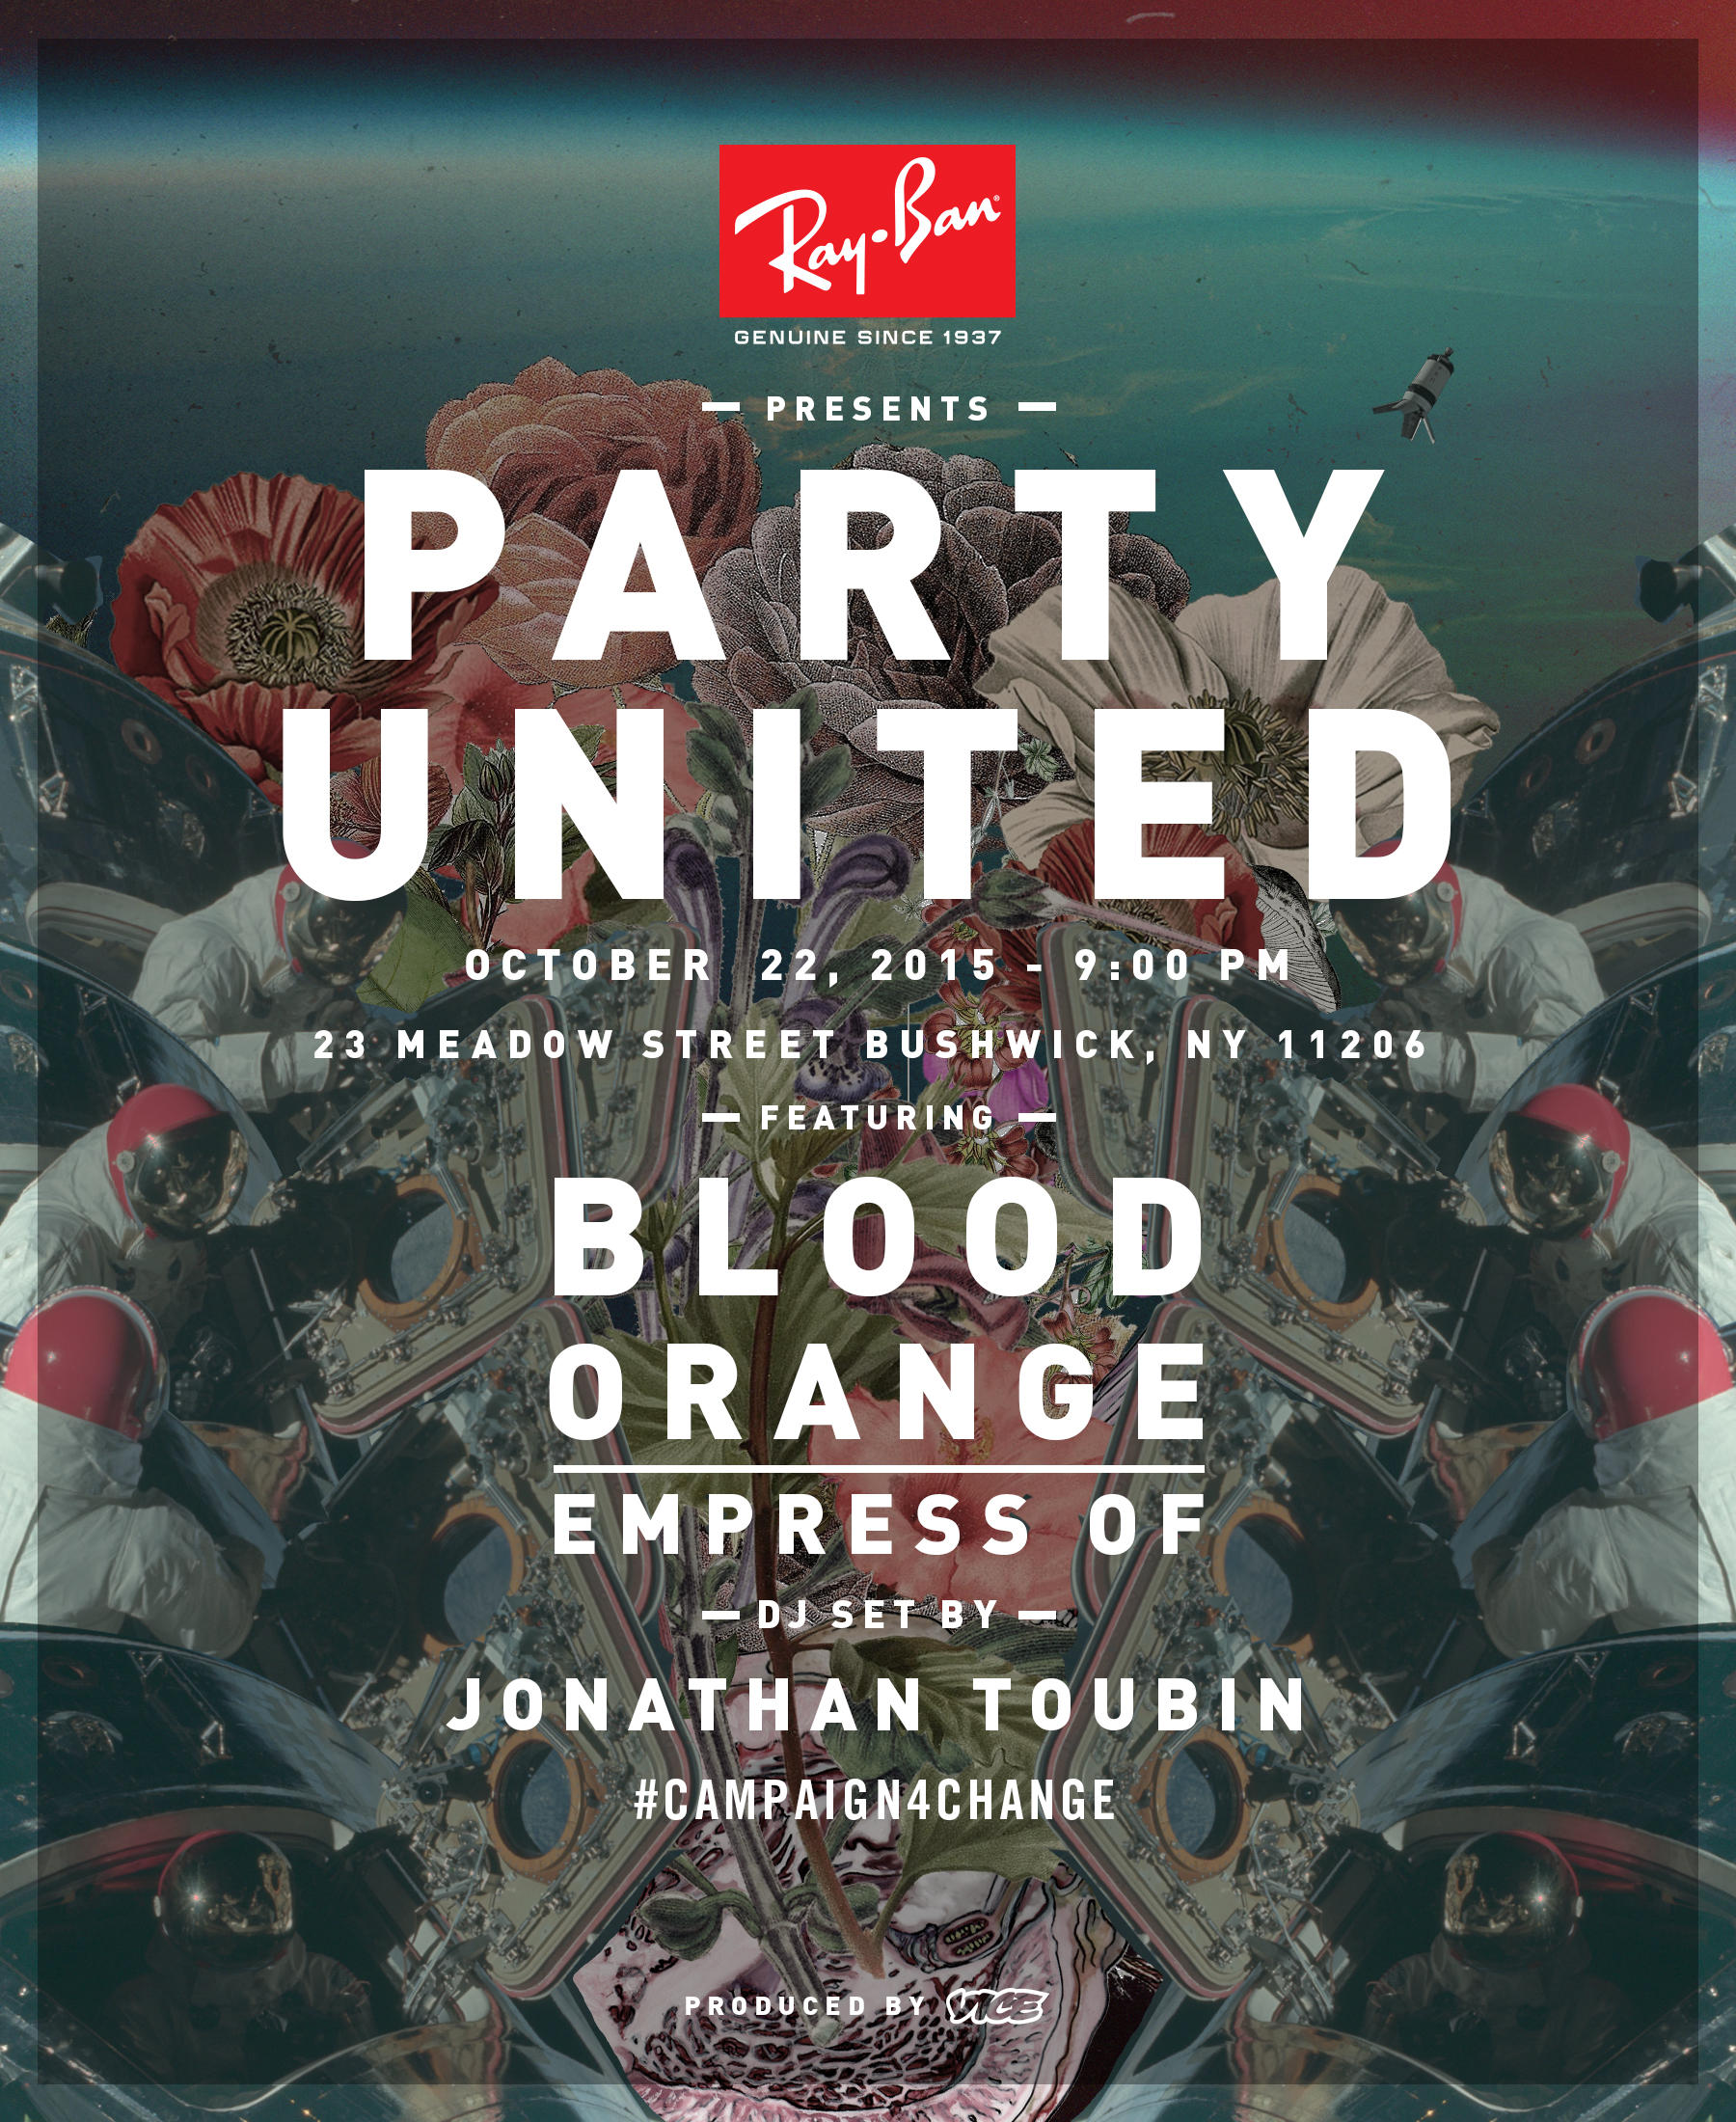 Ray-Ban
GENUINE SINCE 1937
PRESENTS
PARTY
UNITED
OCTOBER 22, 2015 - 9:00 PM
23 MEADOW STREET BUSHWICK, NY 11206
FEATURING
BLOOD
ORANGE
EMPRESS OF
DJ SET BY
JONATHAN TOUBIN
#CAMPAIGN4CHANGE
PRODUCED BY VICE